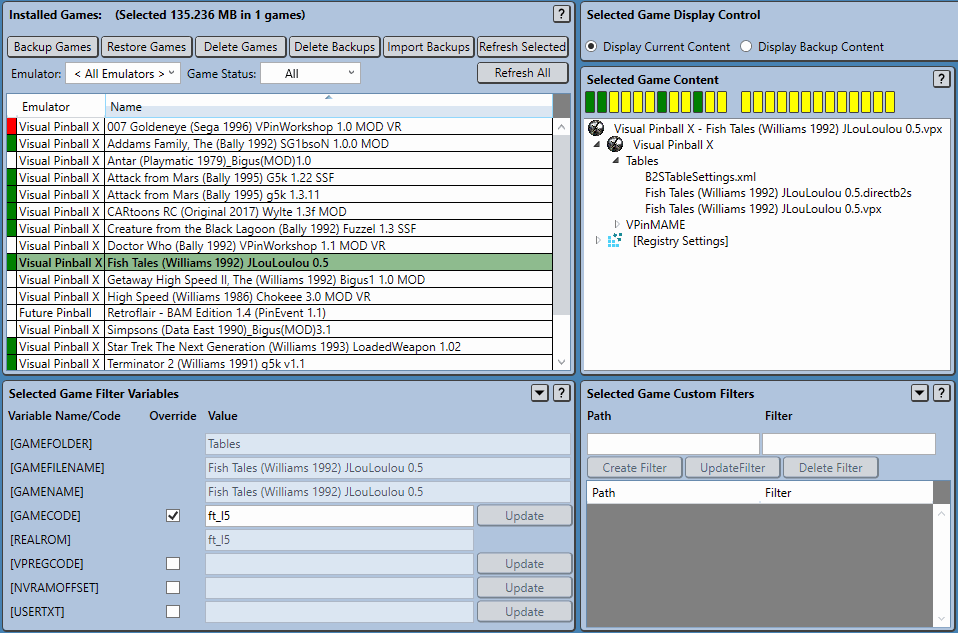 Installed Games: (Selected 135.236 MB in 1 games) ?
Backup Games Restore Games Delete Games Delete Backups Import Backups Refresh Selected
Emulator: < All Emulators > Game Status: All Refresh All
Emulator Name
Visual Pinball X 007 Goldeneye (Sega 1996) VPinWorkshop 1.0 MOD VR
Visual Pinball X Addams Family, The (Bally 1992) SG1bsoN 1.0.0 MOD
Visual Pinball X Antar (Playmatic 1979)_Bigus(MOD)1.0
Visual Pinball X Attack from Mars (Bally 1995) G5k 1.22 SSF
Visual Pinball X Attack from Mars (Bally 1995) g5k 1.3.11
Visual Pinball X CARtoons RC (Original 2017) Wylte 1.3f MOD
Visual Pinball X Creature from the Black Lagoon (Bally 1992) Fuzzel 1.3 SSF
Visual Pinball X Doctor Who (Bally 1992) VPinWorkshop 1.1 MOD VR
Visual Pinball X Fish Tales (Williams 1992) JLouLoulou 0.5
Visual Pinball X Getaway High Speed II, The (Williams 1992) Bigus1 1.0 MOD
Visual Pinball X High Speed (Williams 1986) Chokeee 3.0 MOD VR
Future Pinball Retroflair - BAM Edition 1.4 (PinEvent 1.1)
Visual Pinball X Simpsons (Data East 1990)_Bigus(MOD)3.1
Visual Pinball X Star Trek The Next Generation (Williams 1993) LoadedWeapon 1.02
Visual Pinball X Terminator 2 (Williams 1991) g5k v1.1
Selected Game Display Control
Display Current Content Display Backup Content
Selected Game Content ?
Visual Pinball X - Fish Tales (Williams 1992) JLouLoulou 0.5.vpx
Visual Pinball X
Tables
B2STableSettings.xml
Fish Tales (Williams 1992) JLouLoulou 0.5.directb2s
Fish Tales (Williams 1992) JLouLoulou 0.5.vpx
VPinMAME
[Registry Settings]
Selected Game Filter Variables ?
Variable Name/Code Override Value
[GAMEFOLDER] Tables
[GAMEFILENAME] Fish Tales (Williams 1992) JLouLoulou 0.5
[GAMENAME] Fish Tales (Williams 1992) JLouLoulou 0.5
[GAMECODE] ft_l5 Update
[REALROM] ft_l5
[VPREGCODE] Update
[NVRAMOFFSET] Update
[USERTXT] Update
Selected Game Custom Filters ?
Path Filter
Create Filter UpdateFilter Delete Filter
Path Filter